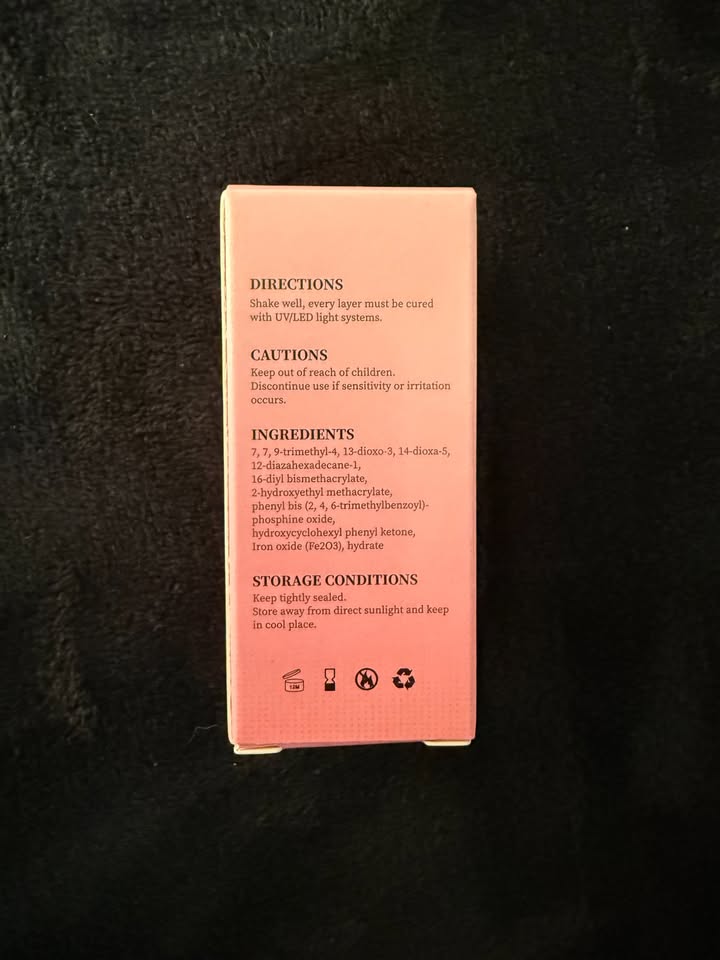 DIRECTIONS
Shake well, every layer must be cured
with UV/LED light systems.
CAUTIONS
Keep out of reach of children.
Discontinue use if sensitivity or irritation
occurs.
INGREDIENTS
7, 7, 9-trimethyl-4, 13-dioxo-3, 14-dioxa-5,
12-diazahexadecane-1,
16-diyl bismethacrylate,
2-hydroxyethyl methacrylate,
phenyl bis (2, 4, 6-trimethylbenzoyl)-
phosphine oxide,
hydroxycyclohexyl phenyl ketone,
Iron oxide (Fe2O3), hydrate
STORAGE CONDITIONS
Keep tightly sealed.
Store away from direct sunlight and keep
in cool place.